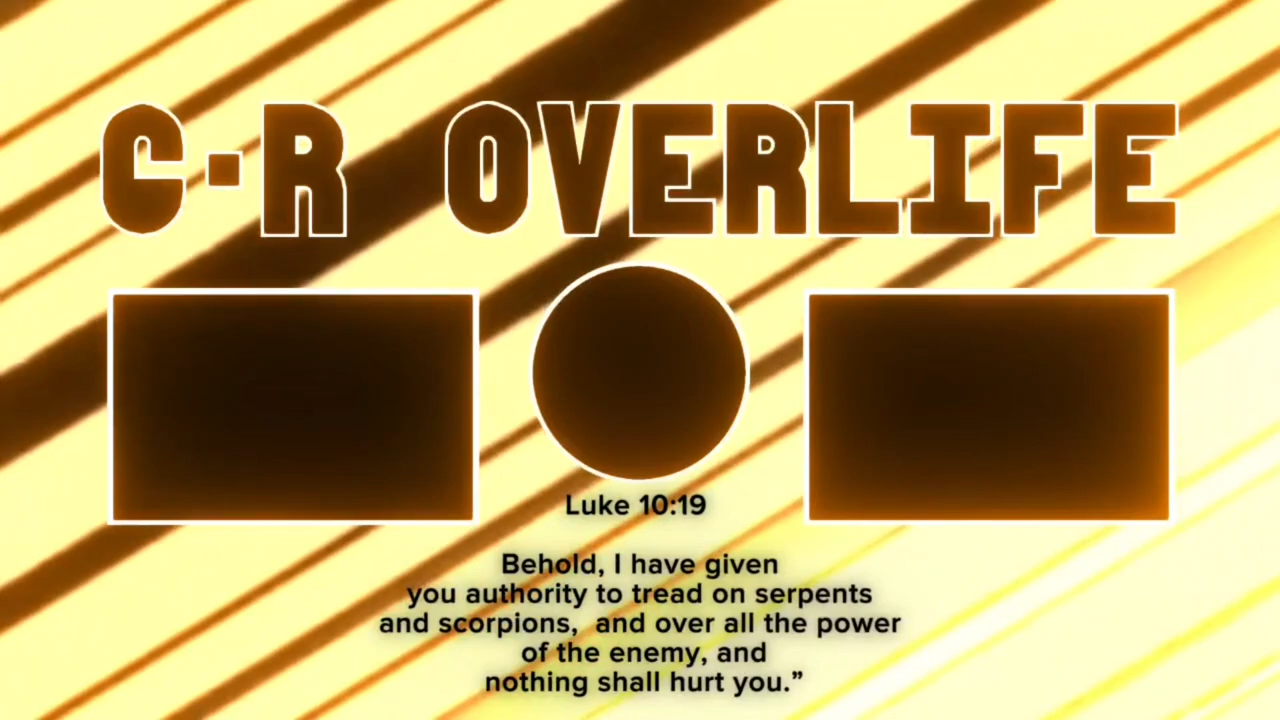 C·R OVERLIFE
Luke 10:19
Behold, I have given
you authority to tread on serpents
and scorpions,  and over all the power
of the enemy, and
nothing shall hurt you.”